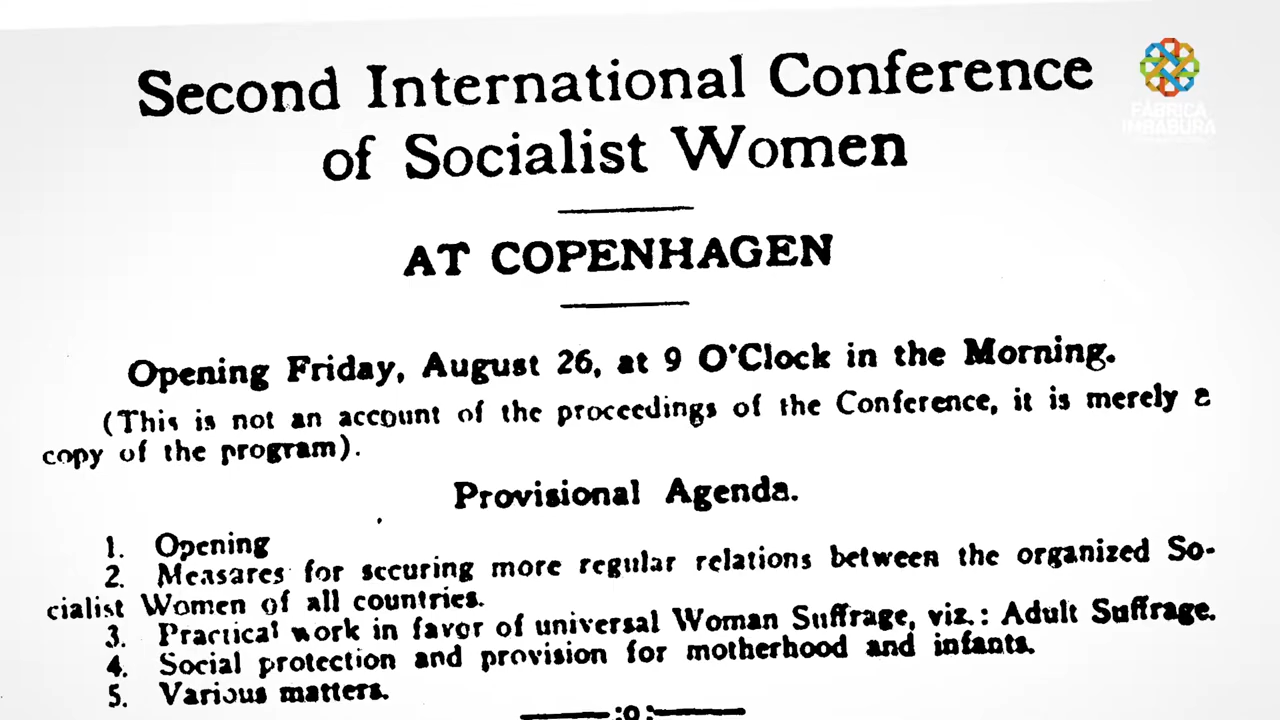 Second International Conference
of Socialist Women
AT COPENHAGEN
Opening Friday, August 26, at 9 O'Clock in the Morning.
(This is not an account of the proceedings of the Conference, it is merely a
copy of the program).
Provisional Agenda.
1. Opening
2. Measares for securing more regular relations between the organized So-
cialist Women of all countries.
3. Practical work in favor of universal Woman Suffrage, viz.: Adult Suffrage.
4. Social protection and provision for motherhood and infants.
5. Various matters.
:o:
FÁBRICA
IMBABURA